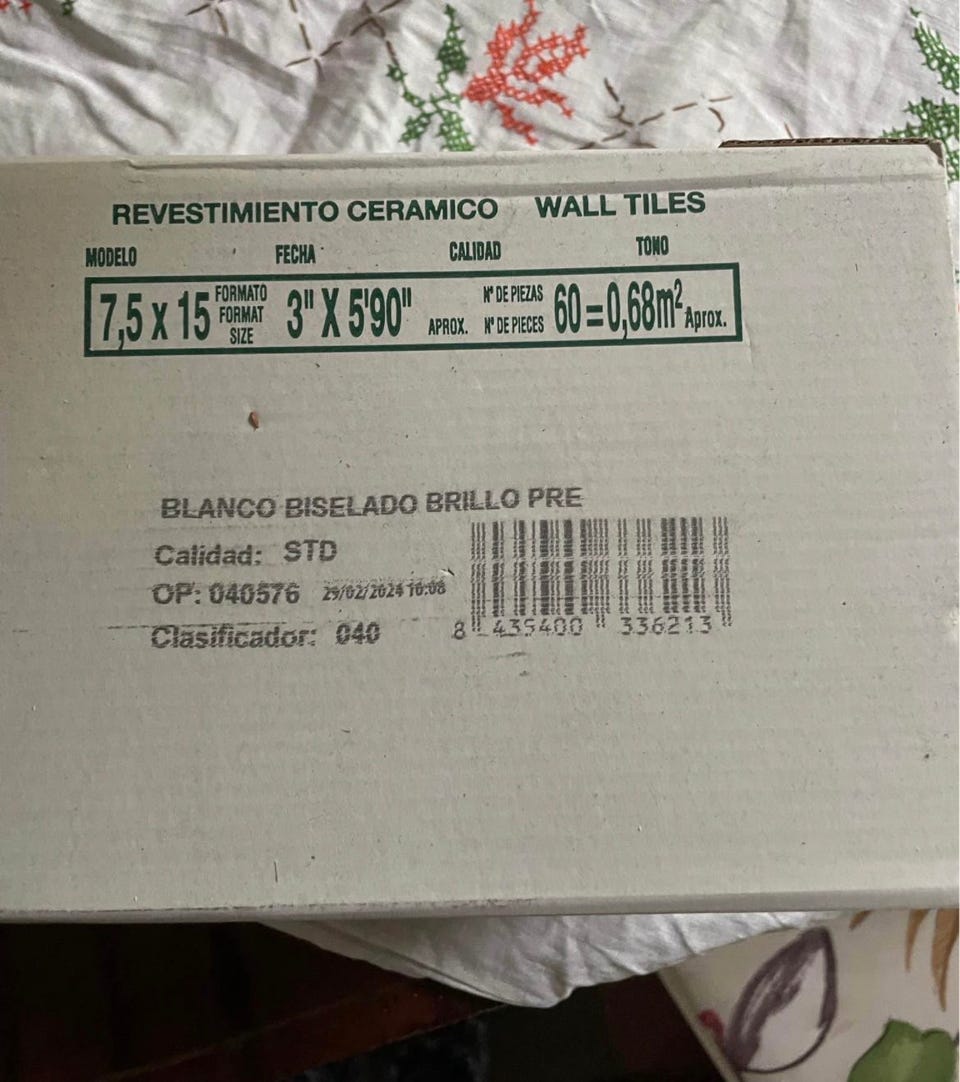 REVESTIMIENTO CERAMICO WALL TILES
MODELO FECHA CALIDAD TONO
7,5 x 15 FORMATO FORMAT SIZE 3" X 5'90" APROX. Nº DE PIEZAS Nº DE PIECES 60=0,68m² Aprox.
BLANCO BISELADO BRILLO PRE
Calidad: STD
OP: 040576 29/02/2024 10:08
Clasificador: 040
8 435400 336213